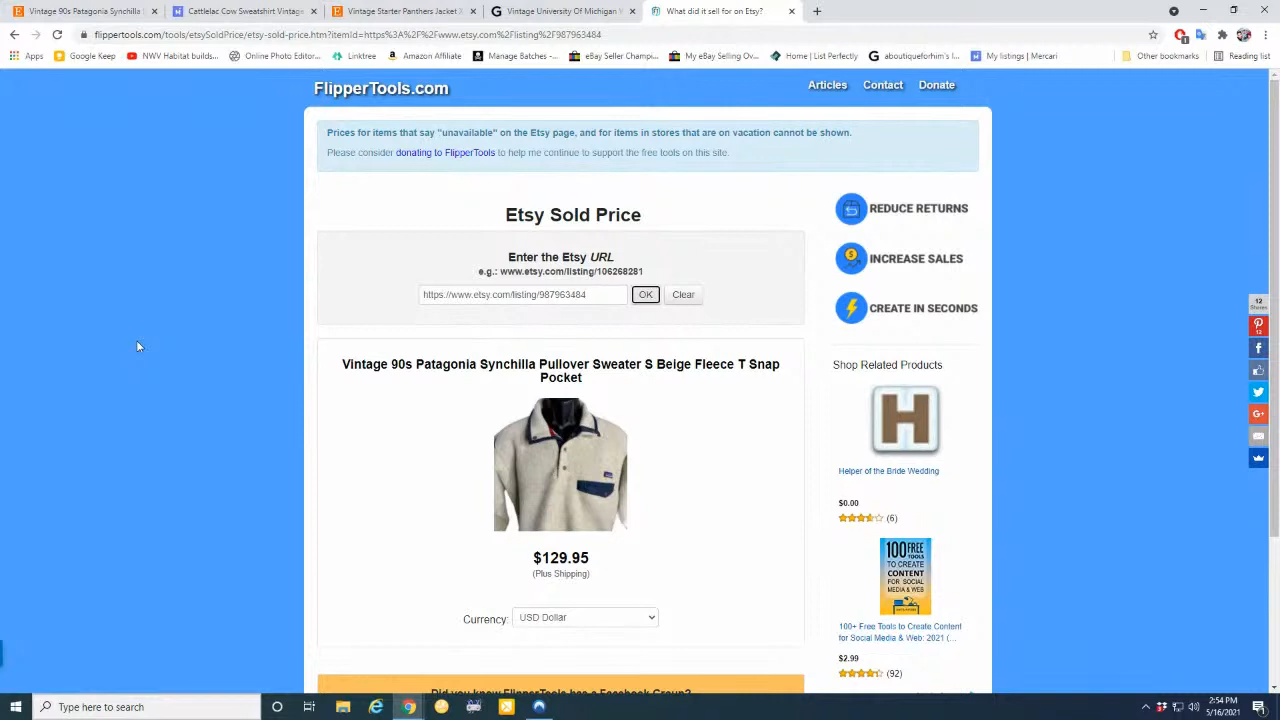 Vintage 90s Patagonia Synchilla
Cattlelac Cow Sweatshirt Vintage
Vintage Starter Panthers Jacket
Vintage University Of Michigan
What did it sell for on Etsy?
flippertools.com/tools/etsySoldPrice/etsy-sold-price.htm?itemId=https%3A%2F%2Fwww.etsy.com%2Flisting%2F987963484
Apps
Google Keep
NWV Habitat build...
Online Photo Editor...
Linktree
Amazon Affiliate
Manage Batches -...
eBay Seller Champ...
My eBay Selling Ov...
Home | List Perfectly
aboutiqueforhim's l...
My listings | Mercari
Other bookmarks
Reading list
FlipperTools.com
Articles
Contact
Donate
Prices for items that say "unavailable" on the Etsy page, and for items in stores that are on vacation cannot be shown.
Please consider donating to FlipperTools to help me continue to support the free tools on this site.
Etsy Sold Price
Enter the Etsy URL
e.g.: www.etsy.com/listing/106268281
https://www.etsy.com/listing/987963484
OK
Clear
Vintage 90s Patagonia Synchilla Pullover Sweater S Beige Fleece T Snap
Pocket
$129.95
(Plus Shipping)
Currency:
USD Dollar
Did you know FlipperTools has a Facebook Group?
REDUCE RETURNS
INCREASE SALES
CREATE IN SECONDS
Shop Related Products
H
Helper of the Bride Wedding
$0.00
(6)
100 FREE
TOOLS
TO CREATE
CONTENT
FOR SOCIAL
MEDIA & WEB
100+ Free Tools to Create Content
for Social Media & Web: 2021 (...
$2.99
(92)
12
Shares
12
Type here to search
2:54 PM
5/16/2021